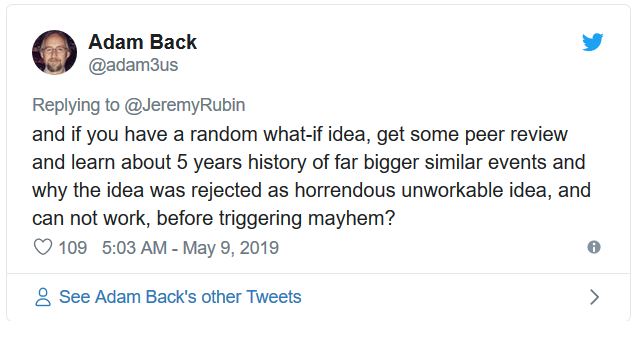 Adam Back
@adam3us
Replying to @JeremyRubin
and if you have a random what-if idea, get some peer review
and learn about 5 years history of far bigger similar events and
why the idea was rejected as horrendous unworkable idea, and
can not work, before triggering mayhem?
109 5:03 AM - May 9, 2019
See Adam Back's other Tweets